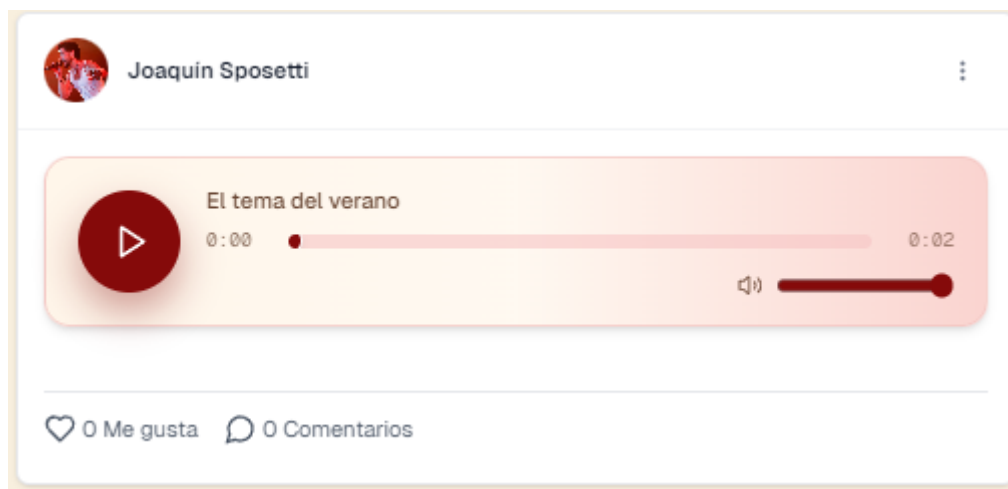 Joaquín Sposetti
El tema del verano
0:00 0:02
0 Me gusta 0 Comentarios